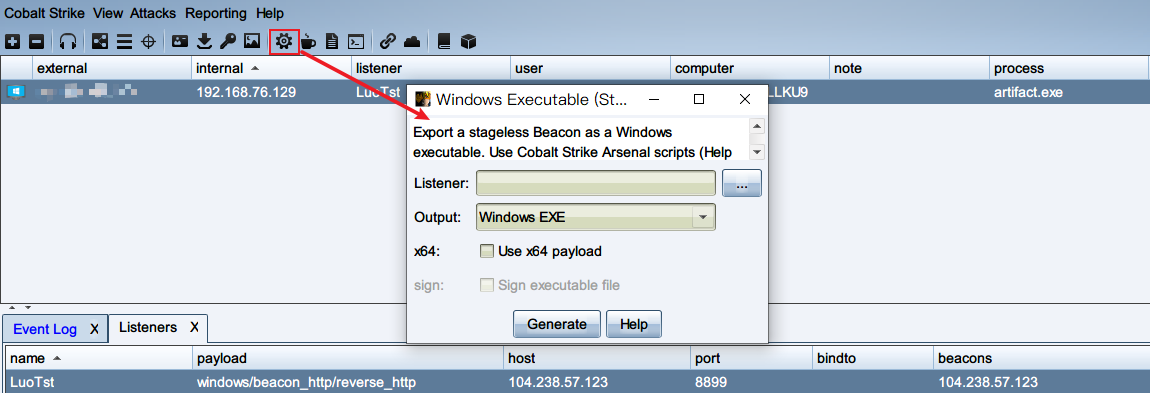 Cobalt Strike View Attacks Reporting Help
external internal listener user computer note process
192.168.76.129 LuoTst LLKU9 artifact.exe
Windows Executable (St...
Export a stageless Beacon as a Windows
executable. Use Cobalt Strike Arsenal scripts (Help
Listener: ...
Output: Windows EXE
x64: Use x64 payload
sign: Sign executable file
Generate Help
Event Log X Listeners X
name payload host port bindto beacons
LuoTst windows/beacon_http/reverse_http 104.238.57.123 8899 104.238.57.123